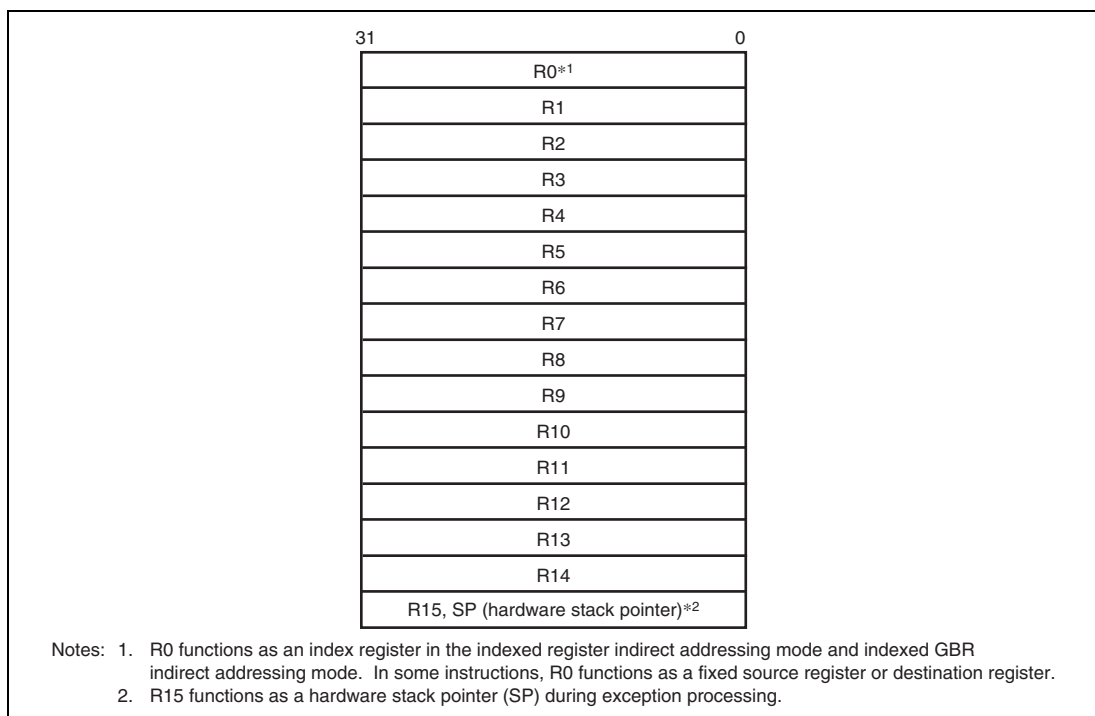 31 0
R0*1
R1
R2
R3
R4
R5
R6
R7
R8
R9
R10
R11
R12
R13
R14
R15, SP (hardware stack pointer)*2
Notes: 1. R0 functions as an index register in the indexed register indirect addressing mode and indexed GBR
indirect addressing mode. In some instructions, R0 functions as a fixed source register or destination register.
2. R15 functions as a hardware stack pointer (SP) during exception processing.